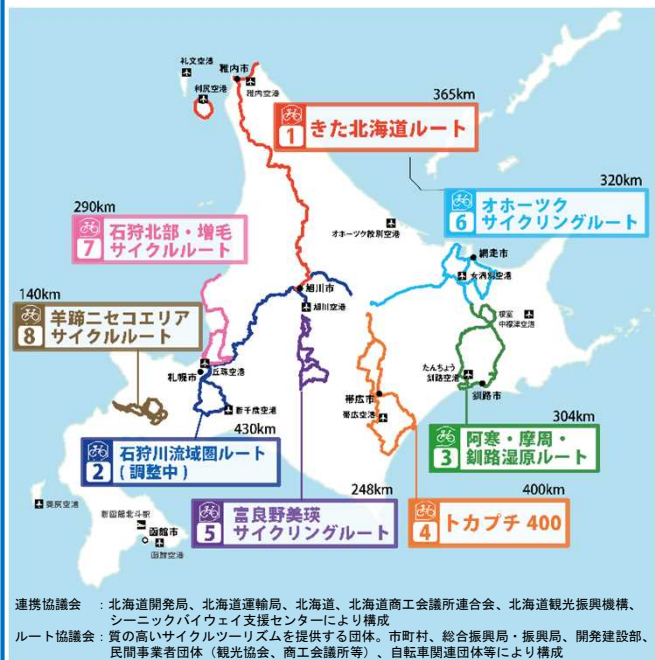 礼文空港
稚内市
稚内空港
利尻空港
365km
1 きた北海道ルート
320km
オホーツク
6 サイクリングルート
290km
石狩北部・増毛
7 サイクルルート
オホーツク紋別空港
網走市
女満別空港
旭川市
旭川空港
根室
中標津空港
140km
羊蹄ニセコエリア
8 サイクルルート
丘珠空港
札幌市
新千歳空港
たんちょう
釧路空港
釧路市
帯広市
帯広空港
430km
石狩川流域圏ルート
2 (調整中)
304km
阿寒・摩周・
3 釧路湿原ルート
248km
富良野美瑛
5 サイクリングルート
400km
4 トカプチ 400
奥尻空港
新函館北斗駅
函館市
函館空港
連携協議会 :北海道開発局、北海道運輸局、北海道、北海道商工会議所連合会、北海道観光振興機構、
シーニックバイウェイ支援センターにより構成
ルート協議会:質の高いサイクルツーリズムを提供する団体。市町村、総合振興局・振興局、開発建設部、
民間事業者団体(観光協会、商工会議所等)、自転車関連団体等により構成